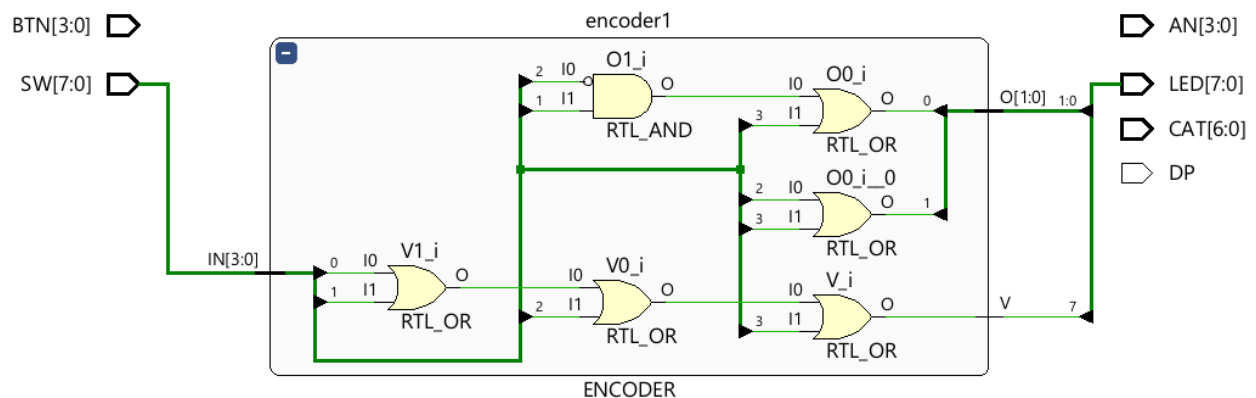 encoder1
BTN[3:0]
SW[7:0]
AN[3:0]
LED[7:0]
CAT[6:0]
DP
O1_i
2 I0 O
1 I1
RTL_AND
O0_i
I0 O 0
3 I1
RTL_OR
O[1:0] 1:0
O0_i__0
2 I0 O 1
3 I1
RTL_OR
IN[3:0]
V1_i
0 I0 O
1 I1
RTL_OR
V0_i
I0 O
2 I1
RTL_OR
V_i
I0 O
3 I1
RTL_OR
V 7
ENCODER